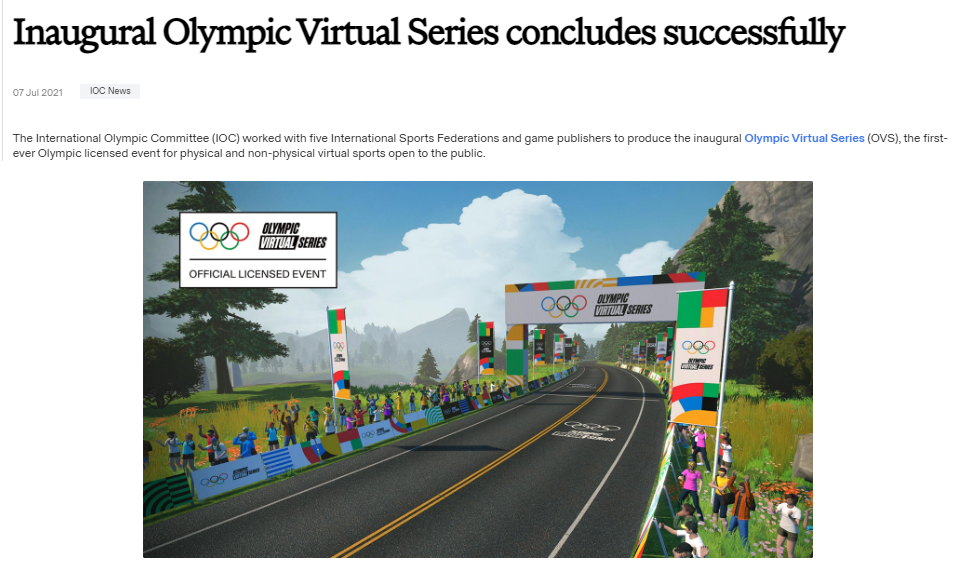 Inaugural Olympic Virtual Series concludes successfully
07 Jul 2021
IOC News
The International Olympic Committee (IOC) worked with five International Sports Federations and game publishers to produce the inaugural Olympic Virtual Series (OVS), the first-
ever Olympic licensed event for physical and non-physical virtual sports open to the public.
OLYMPIC
VIRTUAL SERIES
OFFICIAL LICENSED EVENT
OLYMPIC
VIRTUAL SERIES
OLYMPIC
VIRTUAL SERIES
OLYMPIC
VIRTUAL SERIES